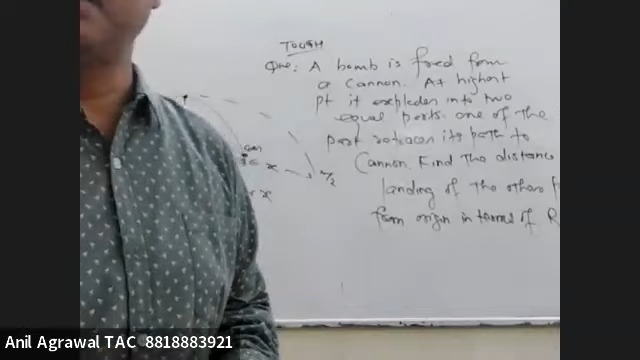 TOUGH
Que: A bomb is fired from
a Cannon. At highest
pt it explodes into two
equal parts. one of the
part retraces its path to
Cannon. Find the distance
landing of the other
from origin in terms of R
x
x/2
x
Anil Agrawal TAC 8818883921